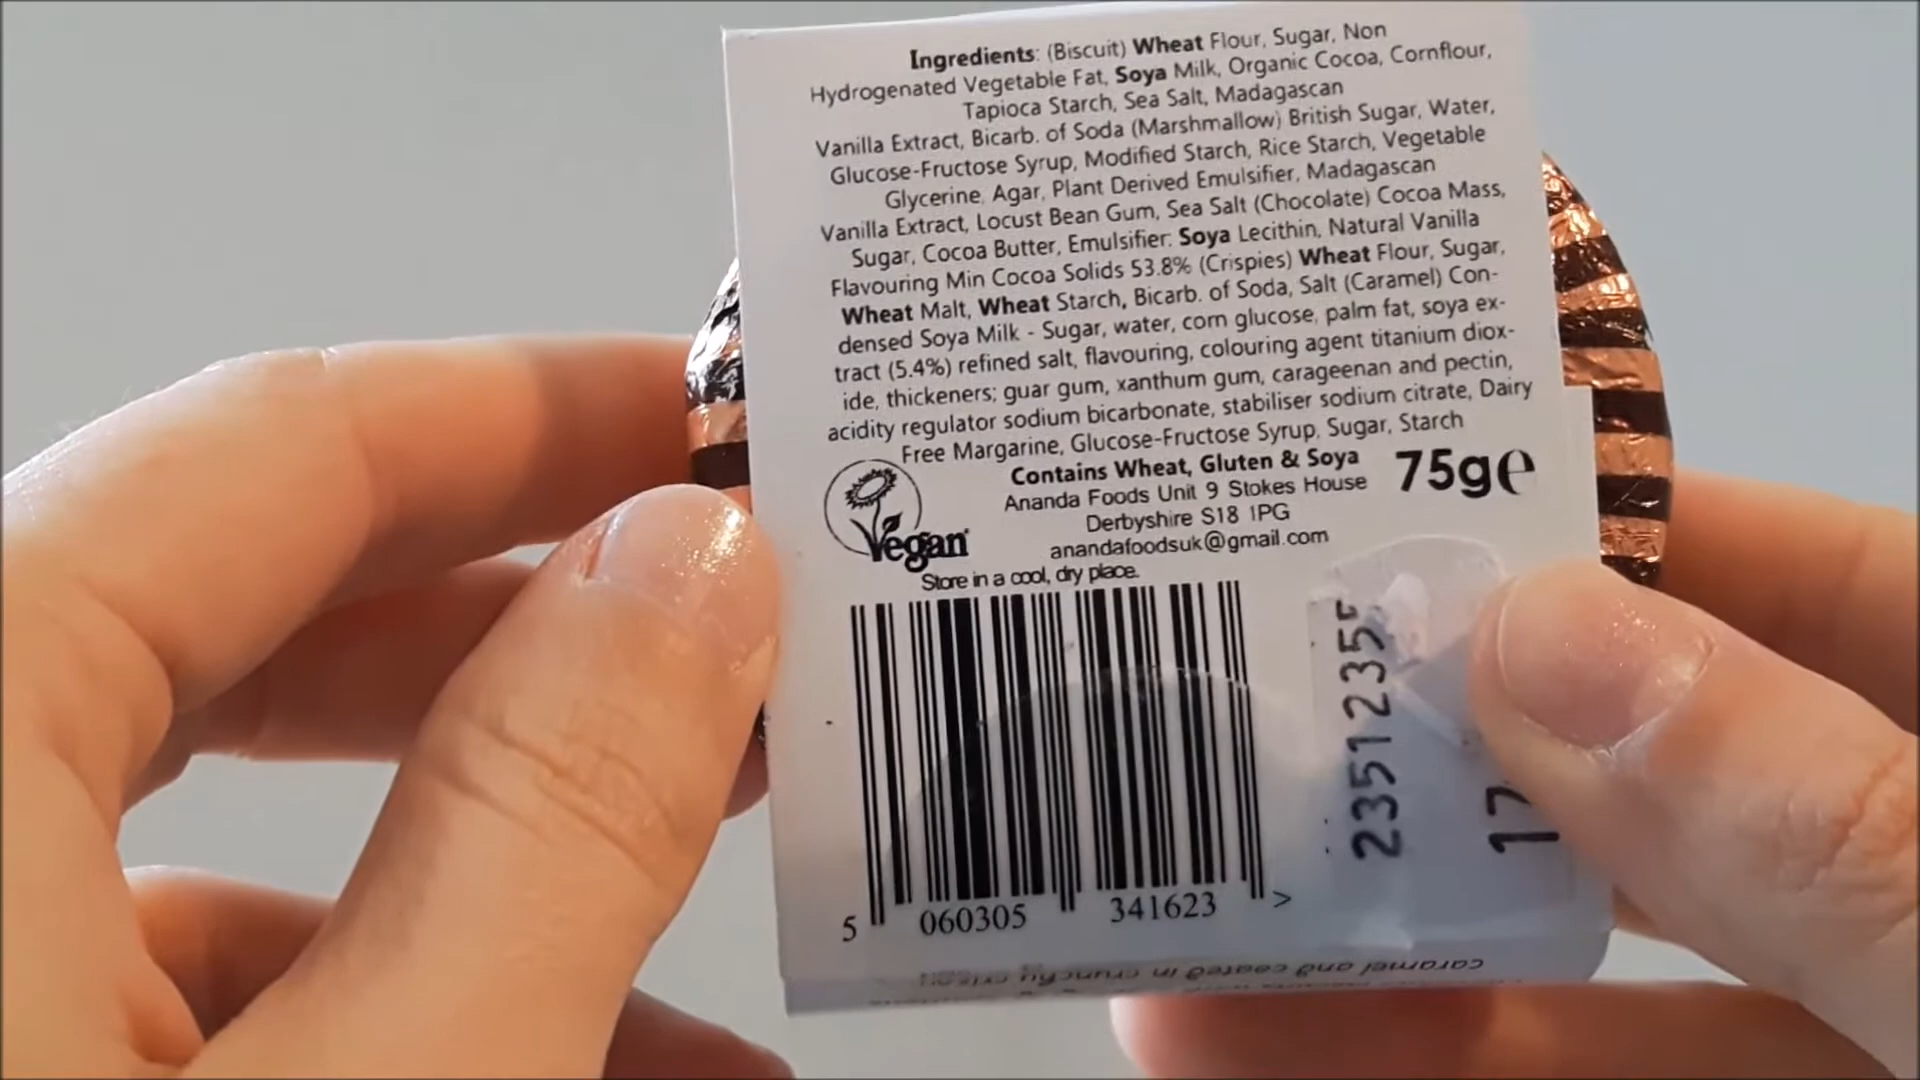 Ingredients: (Biscuit) Wheat Flour, Sugar, Non
Hydrogenated Vegetable Fat, Soya Milk, Organic Cocoa, Cornflour,
Tapioca Starch, Sea Salt, Madagascan
Vanilla Extract, Bicarb. of Soda (Marshmallow) British Sugar, Water,
Glucose-Fructose Syrup, Modified Starch, Rice Starch, Vegetable
Glycerine, Agar, Plant Derived Emulsifier, Madagascan
Vanilla Extract, Locust Bean Gum, Sea Salt (Chocolate) Cocoa Mass,
Sugar, Cocoa Butter, Emulsifier: Soya Lecithin, Natural Vanilla
Flavouring Min Cocoa Solids 53.8% (Crispies) Wheat Flour, Sugar,
Wheat Malt, Wheat Starch, Bicarb. of Soda, Salt (Caramel) Con-
densed Soya Milk - Sugar, water, corn glucose, palm fat, soya ex-
tract (5.4%) refined salt, flavouring, colouring agent titanium diox-
ide, thickeners; guar gum, xanthum gum, carageenan and pectin,
acidity regulator sodium bicarbonate, stabiliser sodium citrate, Dairy
Free Margarine, Glucose-Fructose Syrup, Sugar, Starch
Contains Wheat, Gluten & Soya
75g℮
Ananda Foods Unit 9 Stokes House
Derbyshire S18 1PG
anandafoodsuk@gmail.com
Vegan
Store in a cool, dry place.
5 060305 341623 >
2351235
17
caramel and coated in crunchy